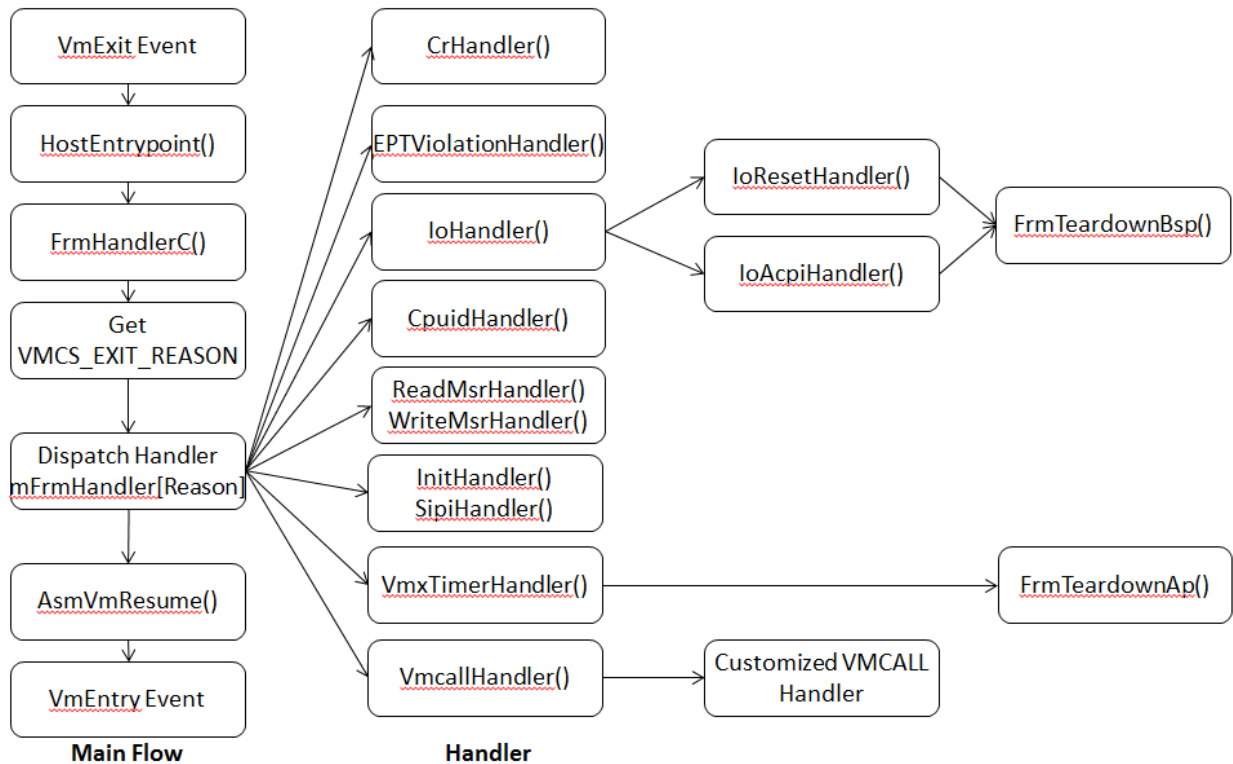 VmExit Event
HostEntrypoint()
FrmHandlerC()
Get
VMCS_EXIT_REASON
Dispatch Handler
mFrmHandler[Reason]
AsmVmResume()
VmEntry Event
Main Flow
CrHandler()
EPTViolationHandler()
IoHandler()
CpuidHandler()
ReadMsrHandler()
WriteMsrHandler()
InitHandler()
SipiHandler()
VmxTimerHandler()
VmcallHandler()
Handler
IoResetHandler()
IoAcpiHandler()
Customized VMCALL
Handler
FrmTeardownBsp()
FrmTeardownAp()